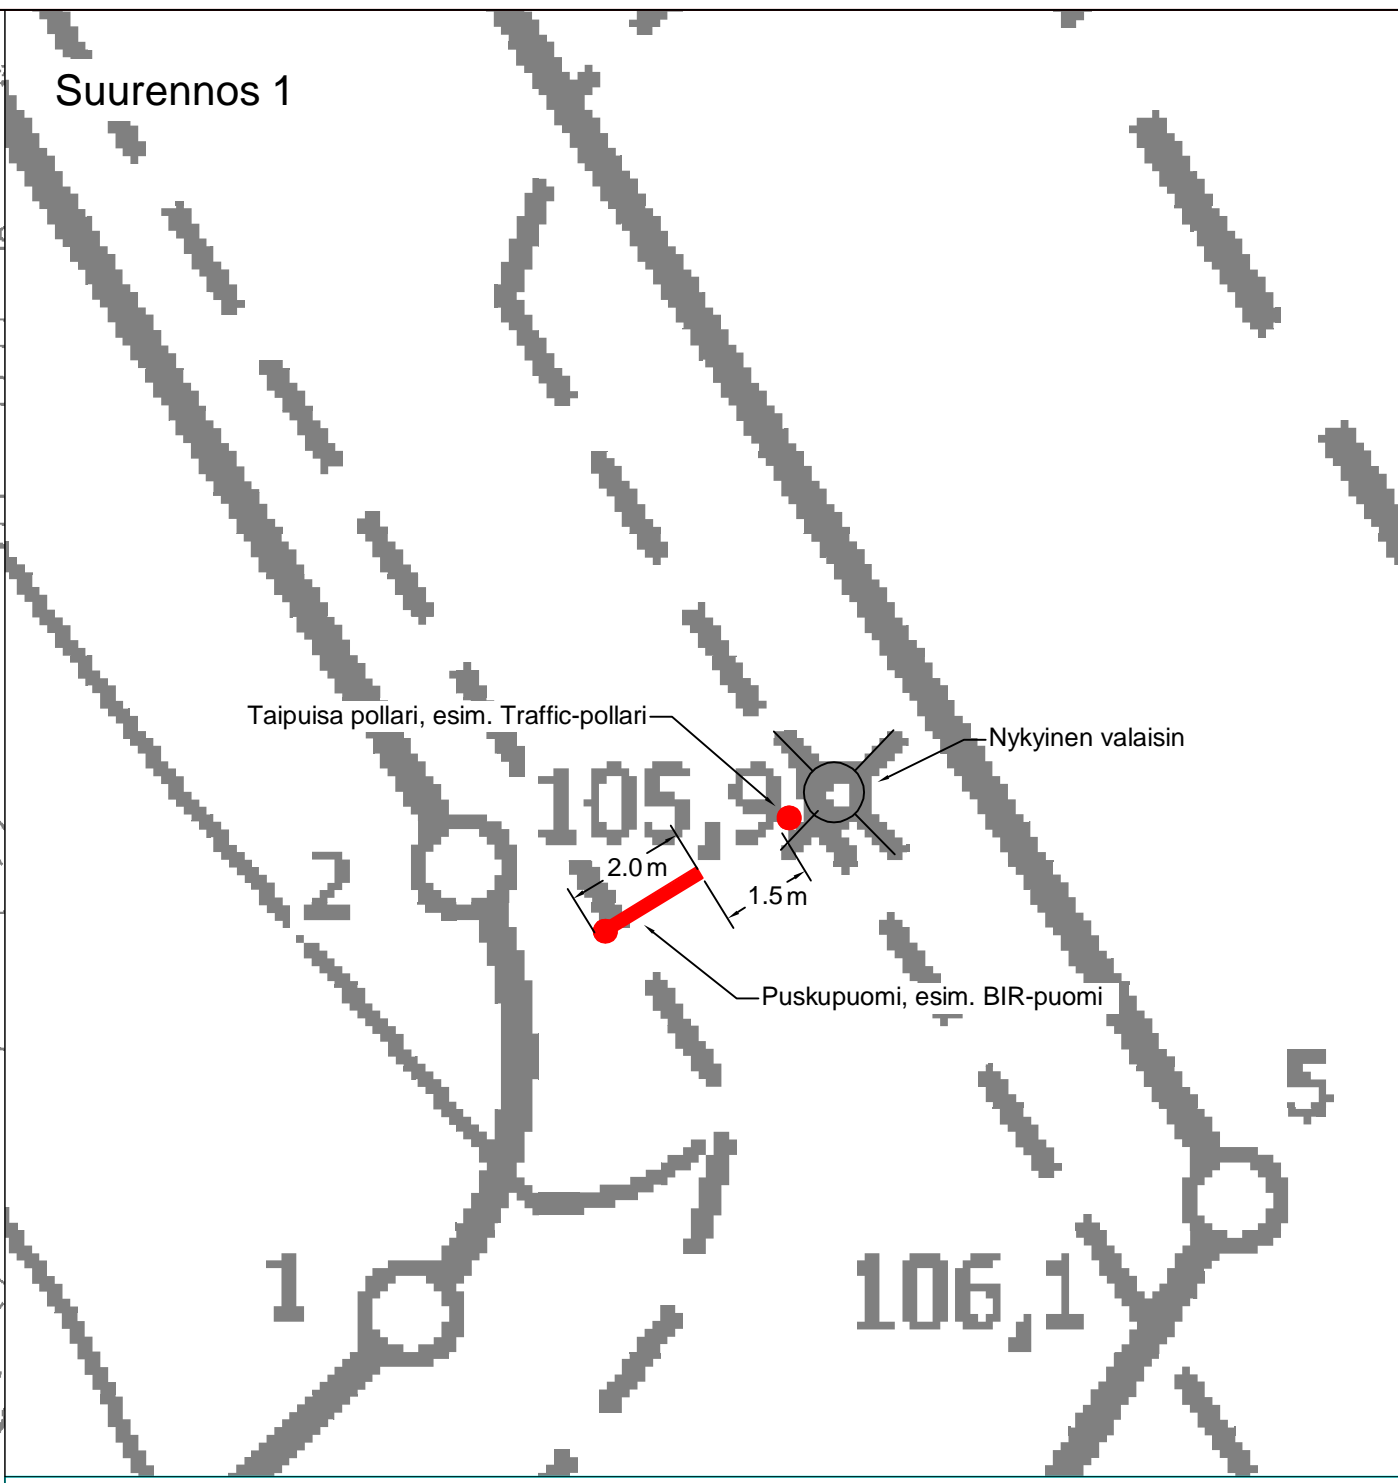 Suurennos 1
Taipuisa pollari, esim. Traffic-pollari
Nykyinen valaisin
105,9
2
2.0 m
1.5 m
Puskupuomi, esim. BIR-puomi
5
1
106,1